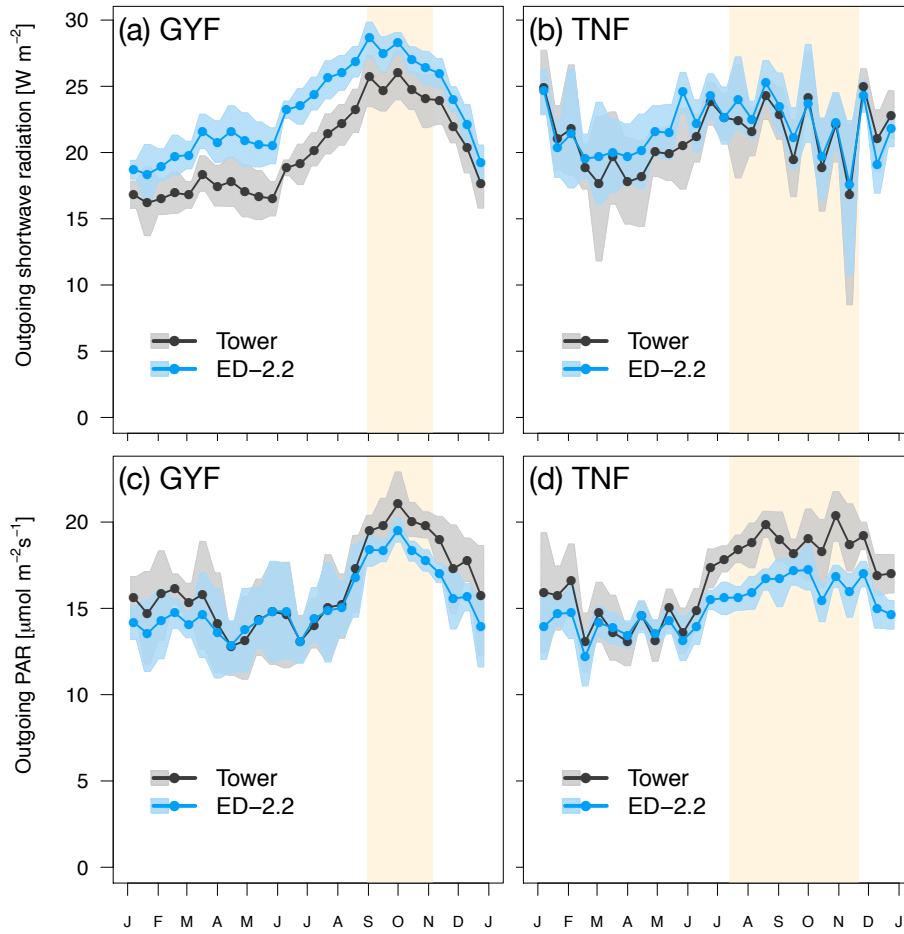 (a) GYF
(b) TNF
Outgoing shortwave radiation [W m−2]
30
25
20
15
10
5
0
Tower
ED−2.2
Tower
ED−2.2
(c) GYF
(d) TNF
Outgoing PAR [μmol m−2s−1]
20
15
10
5
0
Tower
ED−2.2
Tower
ED−2.2
J F M A M J J A S O N D J
J F M A M J J A S O N D J